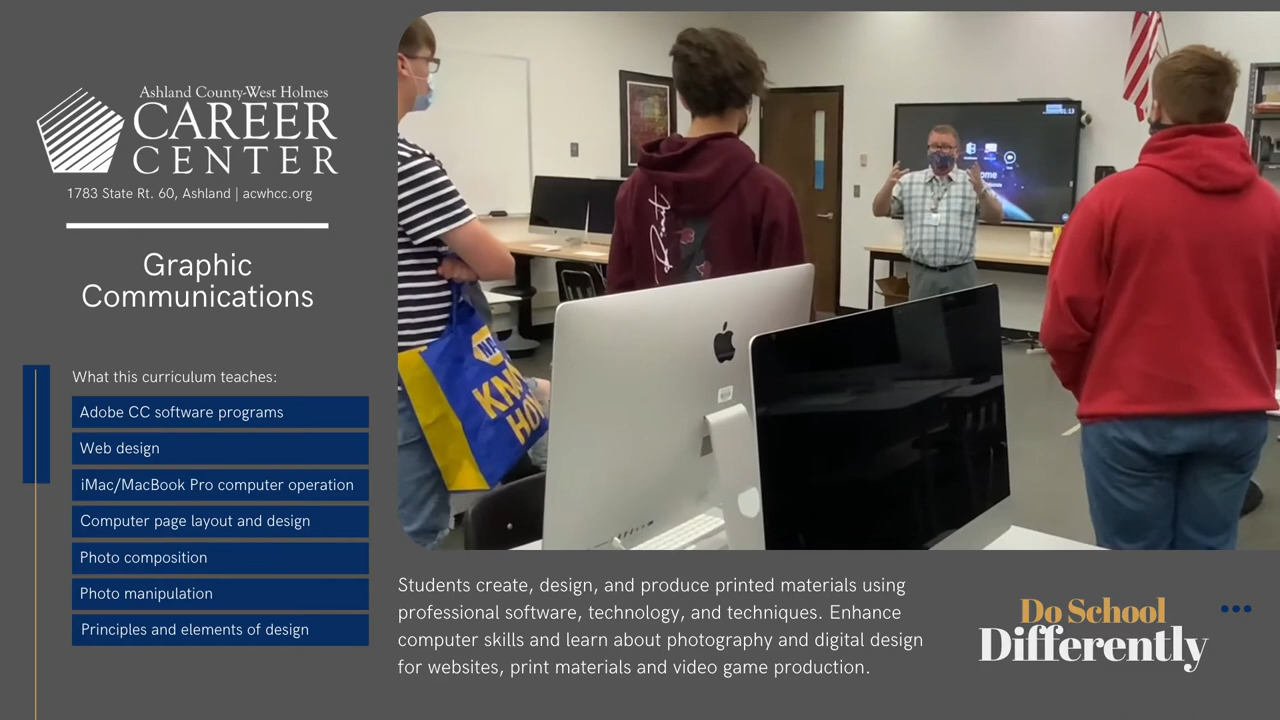 Ashland County-West Holmes
CAREER
CENTER
1783 State Rt. 60, Ashland | acwhcc.org
Graphic
Communications
What this curriculum teaches:
Adobe CC software programs
Web design
iMac/MacBook Pro computer operation
Computer page layout and design
Photo composition
Photo manipulation
Principles and elements of design
Students create, design, and produce printed materials using
professional software, technology, and techniques. Enhance
computer skills and learn about photography and digital design
for websites, print materials and video game production.
Do School
Differently